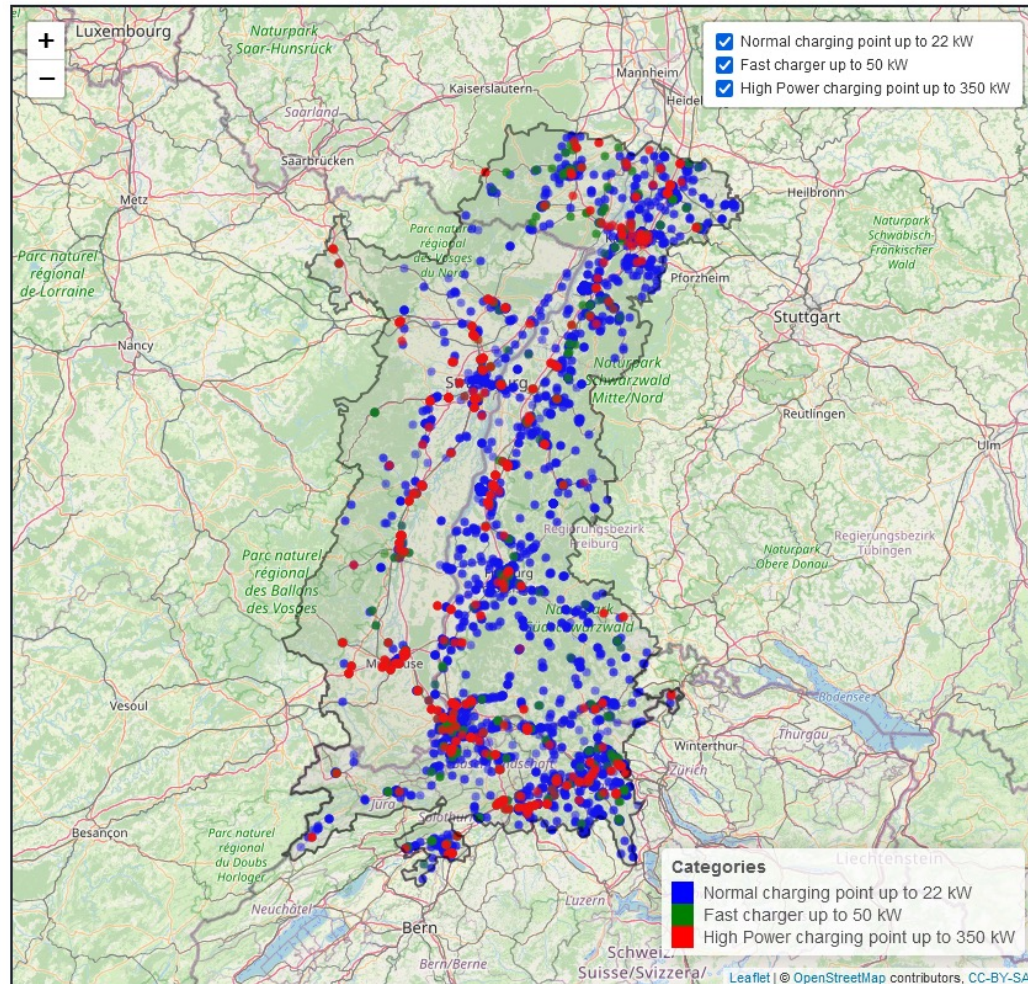 +
−
Luxembourg
Naturpark
Saar-Hunsrück
Normal charging point up to 22 kW
Fast charger up to 50 kW
High Power charging point up to 350 kW
Mannheim
Kaiserslautern
Saarland
Saarbrücken
Metz
Heilbronn
Naturpark
Schwäbisch-
Fränkischer
Wald
Parc naturel
régional
de Lorraine
Parc naturel
régional
des Vosges
du Nord
Pforzheim
Stuttgart
Nancy
Naturpark
Schwarzwald
Mitte/Nord
Reutlingen
Ulm
Regierungsbezirk
Freiburg
Regierungsbezirk
Tübingen
Naturpark
Obere Donau
Parc naturel
régional
des Ballons
des Vosges
Vesoul
Bodensee
Thurgau
Winterthur
Zürich
Jura
Besançon
Parc naturel
régional
du Doubs
Horloger
Neuchâtel
Luzern
Bern
Bern/Berne
Liechtenstein
Schweiz/
Suisse/Svizzera/
Categories
Normal charging point up to 22 kW
Fast charger up to 50 kW
High Power charging point up to 350 kW
Leaflet | © OpenStreetMap contributors, CC-BY-SA